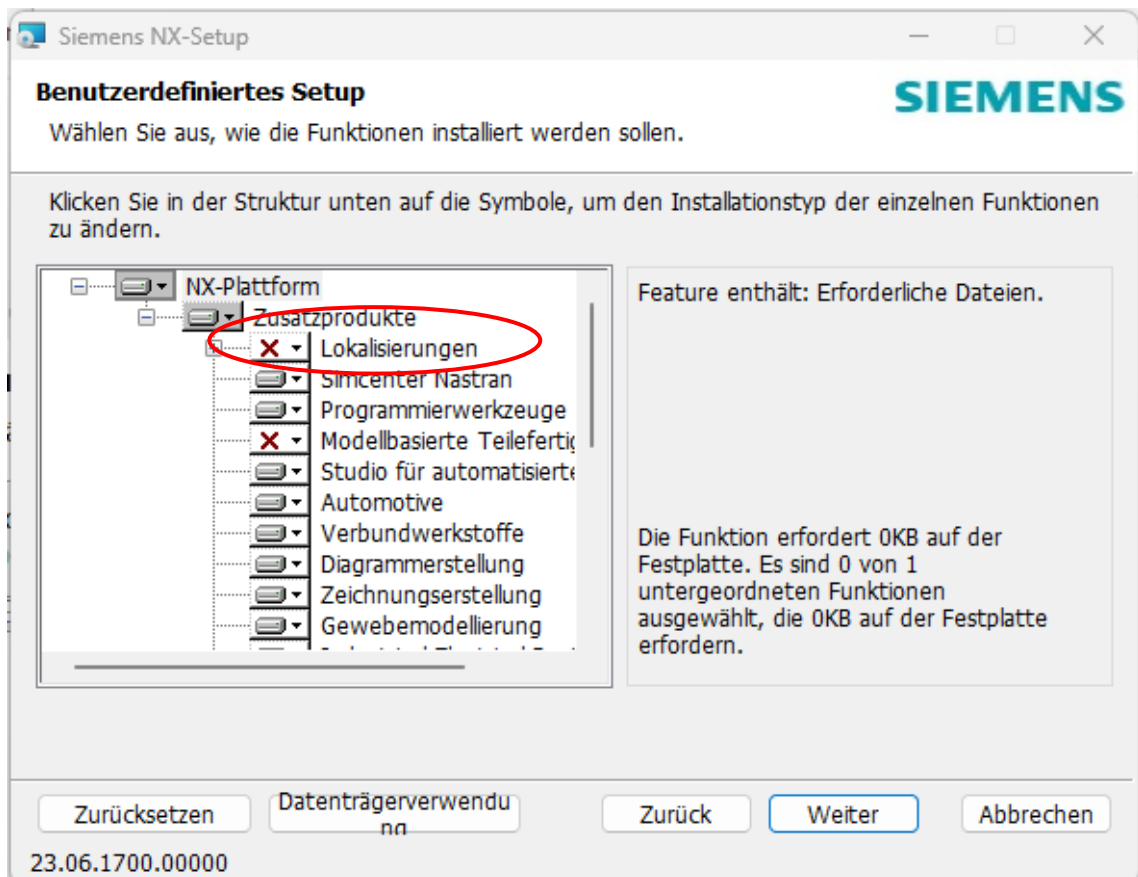 Siemens NX-Setup
Benutzerdefiniertes Setup
SIEMENS
Wählen Sie aus, wie die Funktionen installiert werden sollen.
Klicken Sie in der Struktur unten auf die Symbole, um den Installationstyp der einzelnen Funktionen
zu ändern.
NX-Plattform
Zusatzprodukte
Lokalisierungen
Simcenter Nastran
Programmierwerkzeuge
Modellbasierte Teilefertig
Studio für automatisierte
Automotive
Verbundwerkstoffe
Diagrammerstellung
Zeichnungserstellung
Gewebemodellierung
Feature enthält: Erforderliche Dateien.
Die Funktion erfordert 0KB auf der
Festplatte. Es sind 0 von 1
untergeordneten Funktionen
ausgewählt, die 0KB auf der Festplatte
erfordern.
Zurücksetzen
Datenträgerverwendu
ng
Zurück
Weiter
Abbrechen
23.06.1700.00000